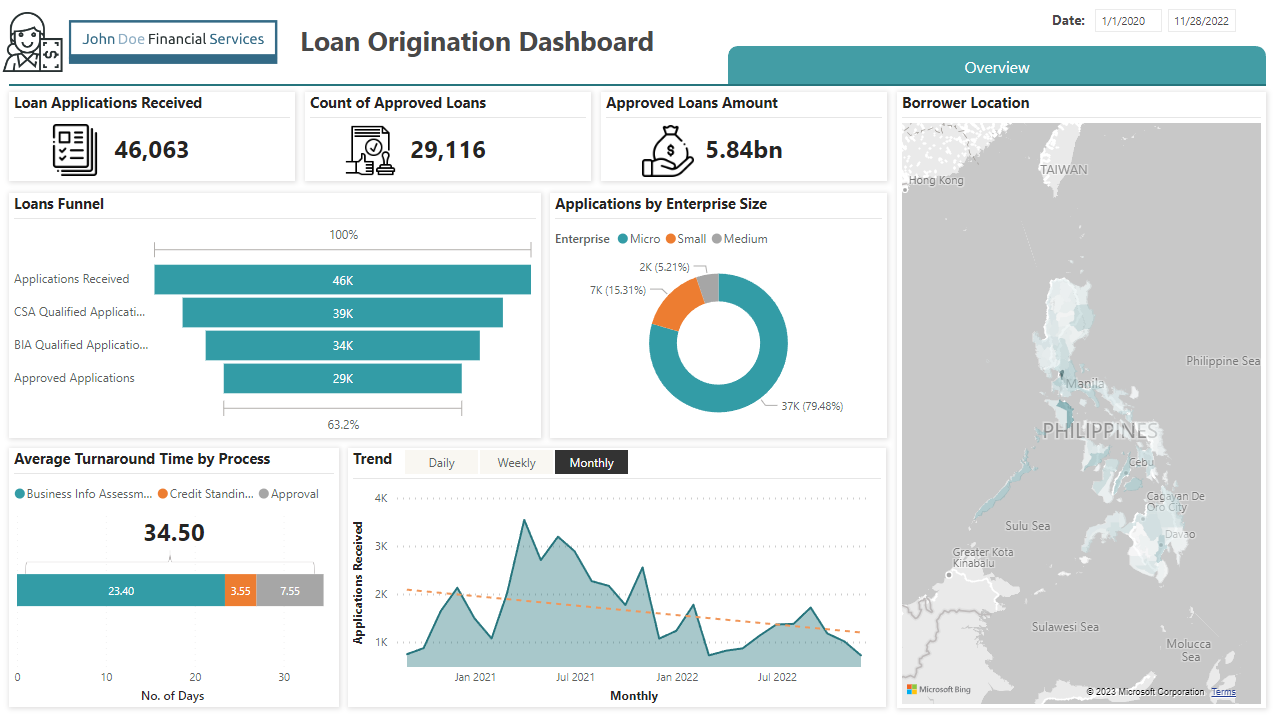 John Doe Financial Services
Loan Origination Dashboard
Date: 1/1/2020 11/28/2022
Overview
Loan Applications Received
46,063
Count of Approved Loans
29,116
Approved Loans Amount
5.84bn
Loans Funnel
100%
Applications Received 46K
CSA Qualified Applicati... 39K
BIA Qualified Applicatio... 34K
Approved Applications 29K
63.2%
Applications by Enterprise Size
Enterprise Micro Small Medium
2K (5.21%)
7K (15.31%)
37K (79.48%)
Average Turnaround Time by Process
Business Info Assessm... Credit Standin... Approval
34.50
23.40 3.55 7.55
0 10 20 30
No. of Days
Trend Daily Weekly Monthly
Applications Received
4K
3K
2K
1K
Jan 2021 Jul 2021 Jan 2022 Jul 2022
Monthly
Borrower Location
TAIWAN
Hong Kong
Philippine Sea
Manila
PHILIPPINES
Cebu
Cagayan De
Oro City
Sulu Sea
Davao
Greater Kota
Kinabalu
Sulawesi Sea
Molucca
Sea
Microsoft Bing
© 2023 Microsoft Corporation Terms